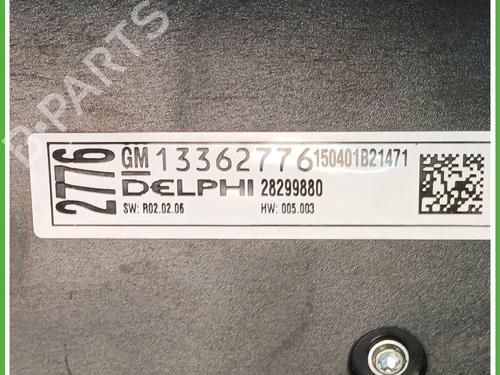 B-PARTS
2776
GM 13362776 150401B21471
DELPHI 28299880
SW: R02.02.06 HW: 005.003